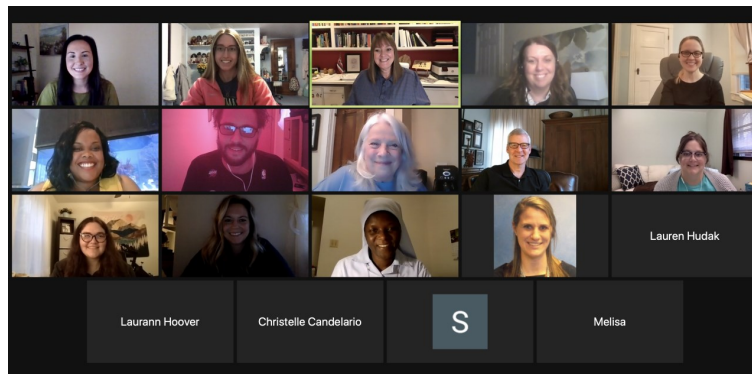 Lauren Hudak
Laurann Hoover
Christelle Candelario
S
Melisa